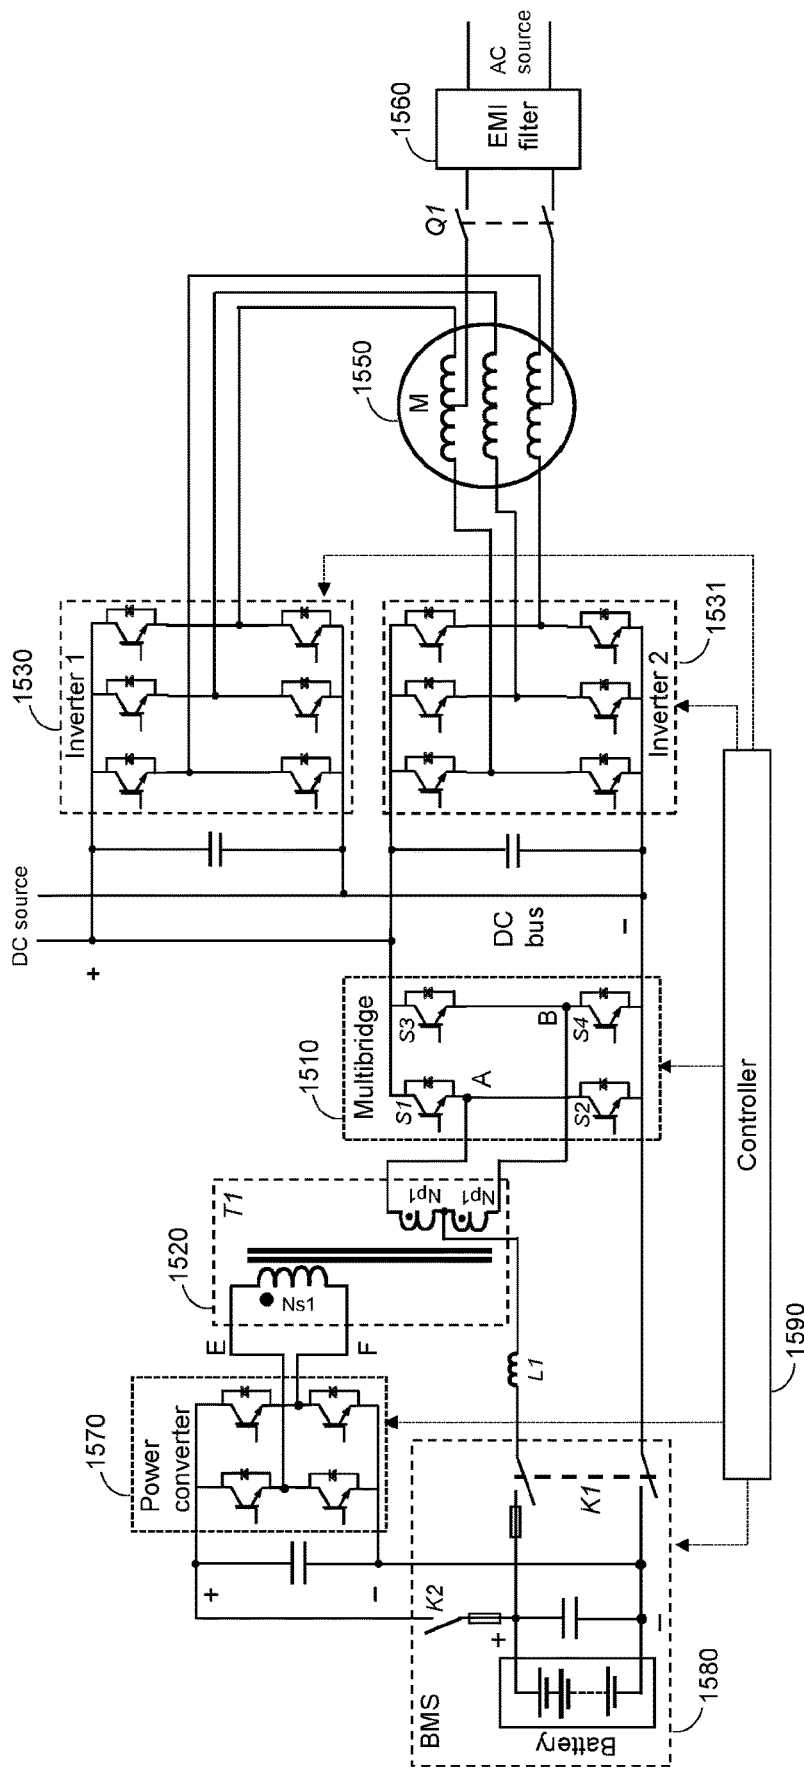 AC
source
1560
EMI
filter
Q1
1550
M
1530
Inverter 1
Inverter 2
1531
DC source
+
DC
bus
−
1510
Multibridge
S1
S3
A
B
S2
S4
1520
T1
Np1
Np1
Ns1
E
F
L1
1570
Power
converter
+
−
K2
K1
BMS
+
−
Battery
1580
Controller
1590